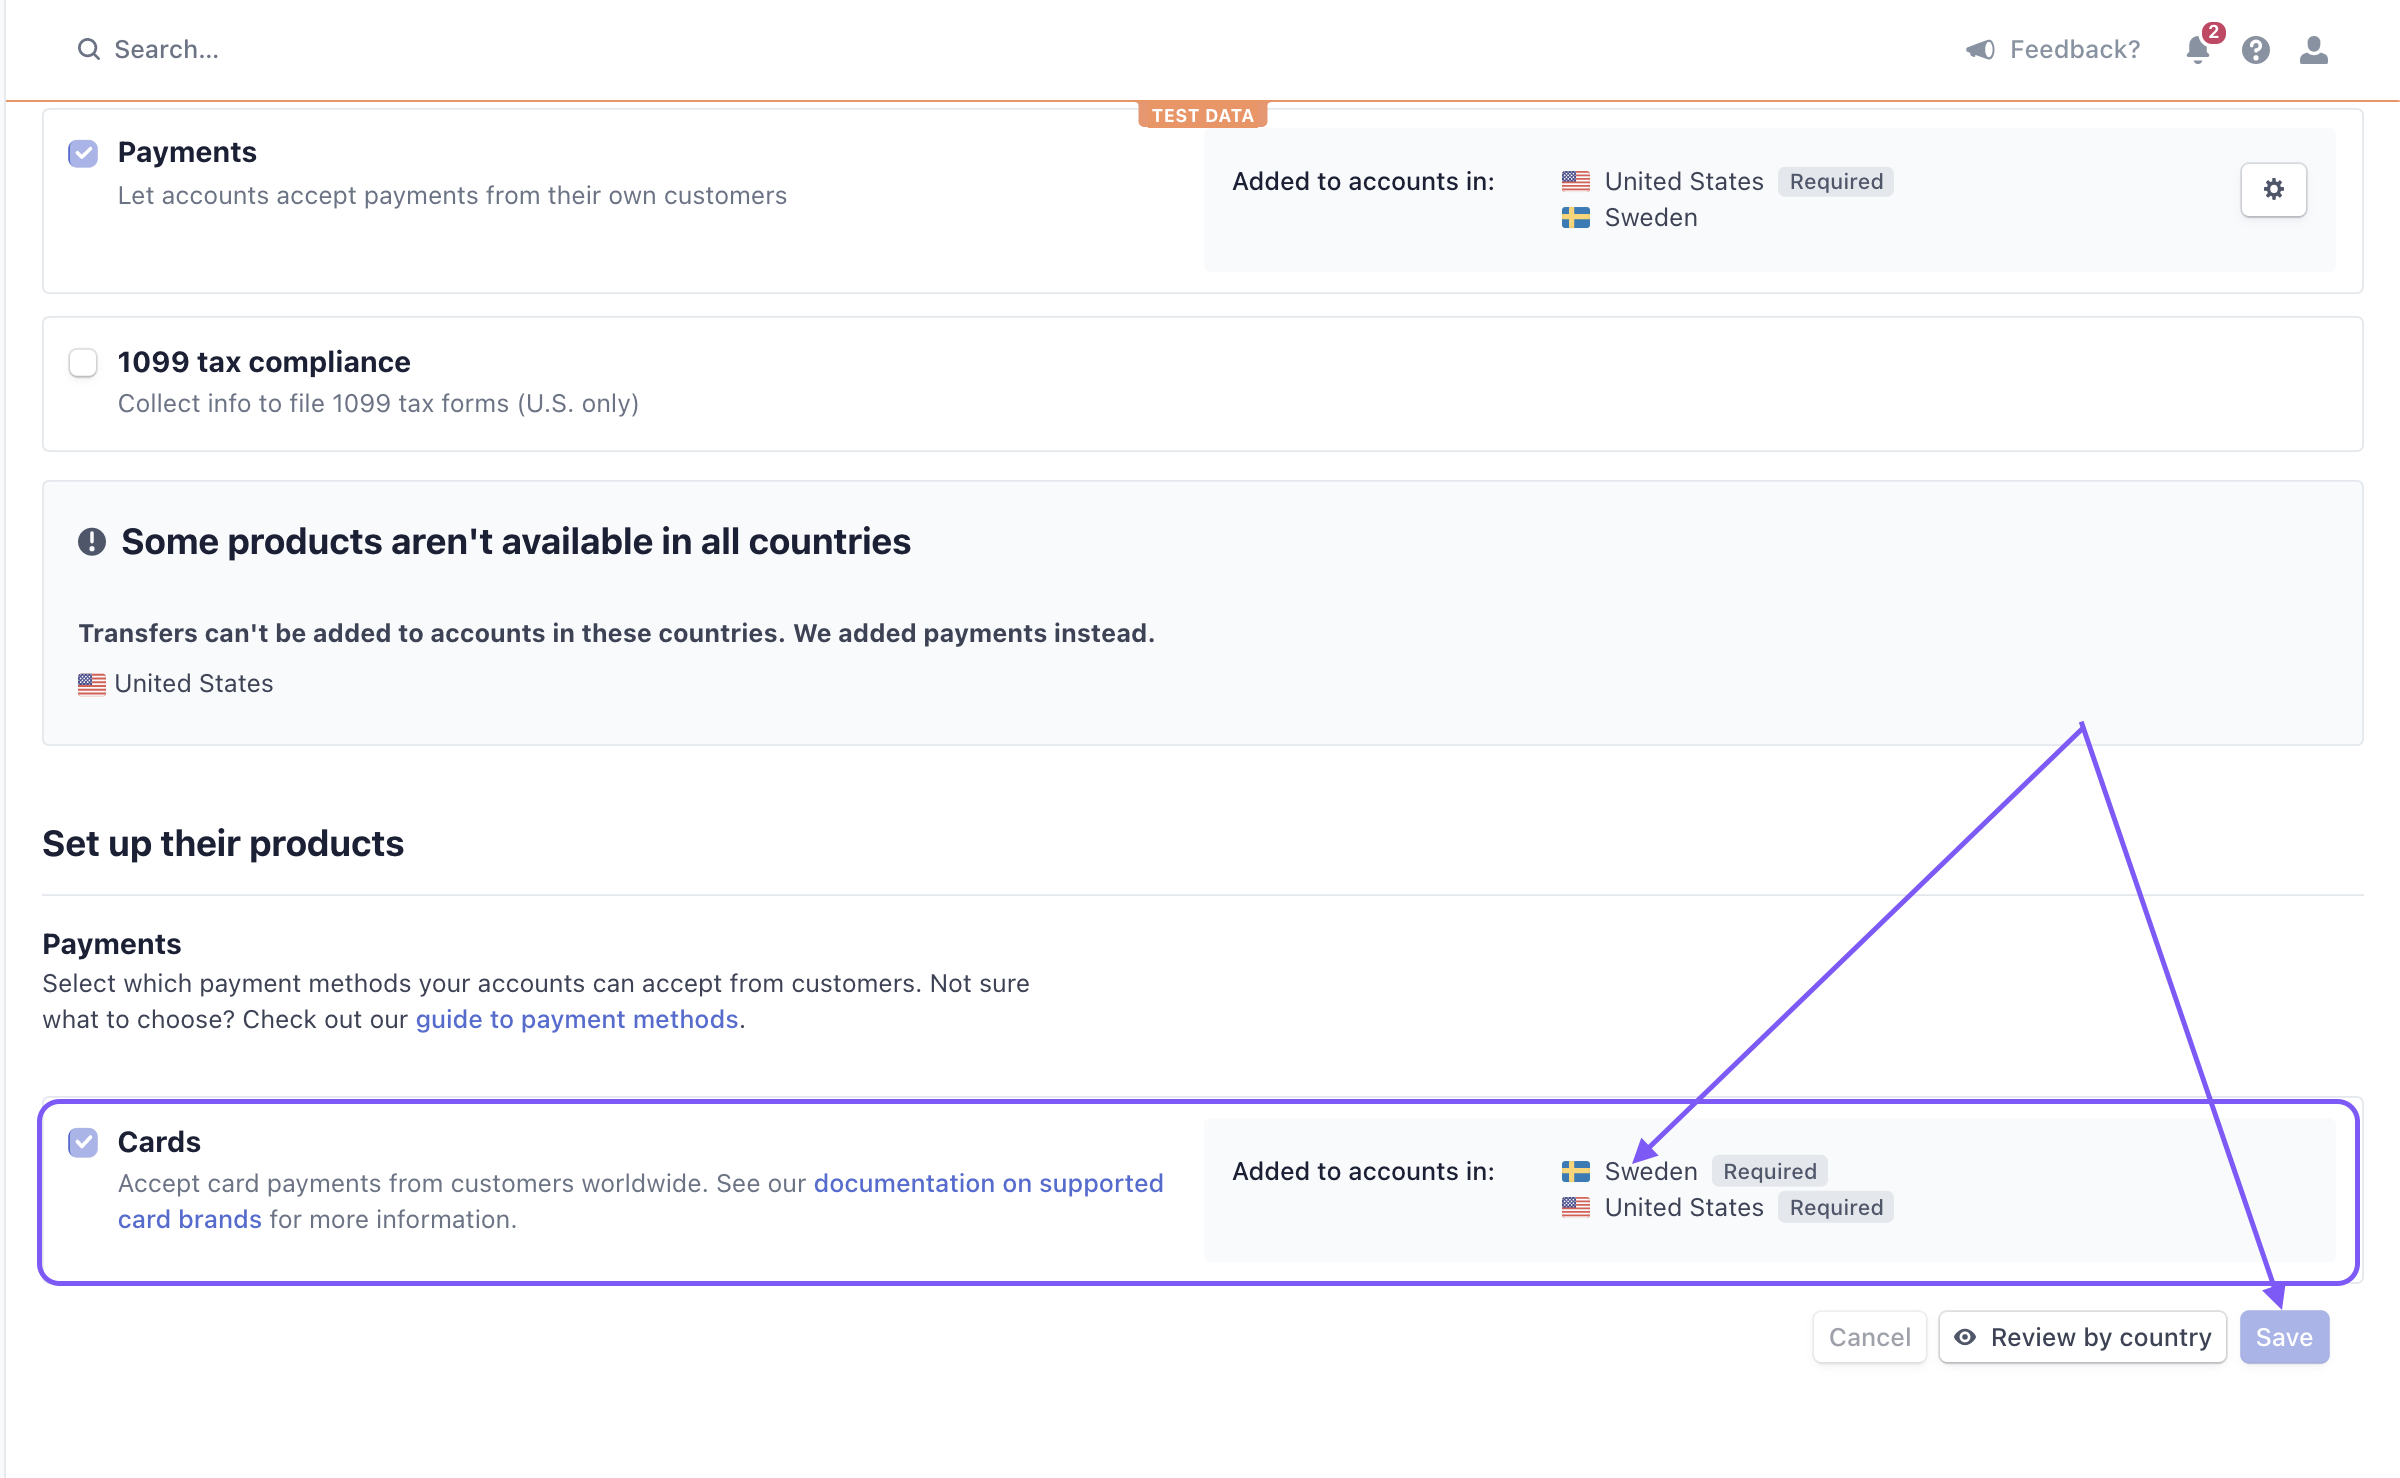 Search...
Feedback?
2
TEST DATA
Payments
Let accounts accept payments from their own customers
Added to accounts in:
United States Required
Sweden
1099 tax compliance
Collect info to file 1099 tax forms (U.S. only)
Some products aren't available in all countries
Transfers can't be added to accounts in these countries. We added payments instead.
United States
Set up their products
Payments
Select which payment methods your accounts can accept from customers. Not sure
what to choose? Check out our guide to payment methods.
Cards
Accept card payments from customers worldwide. See our documentation on supported
card brands for more information.
Added to accounts in:
Sweden Required
United States Required
Cancel
Review by country
Save